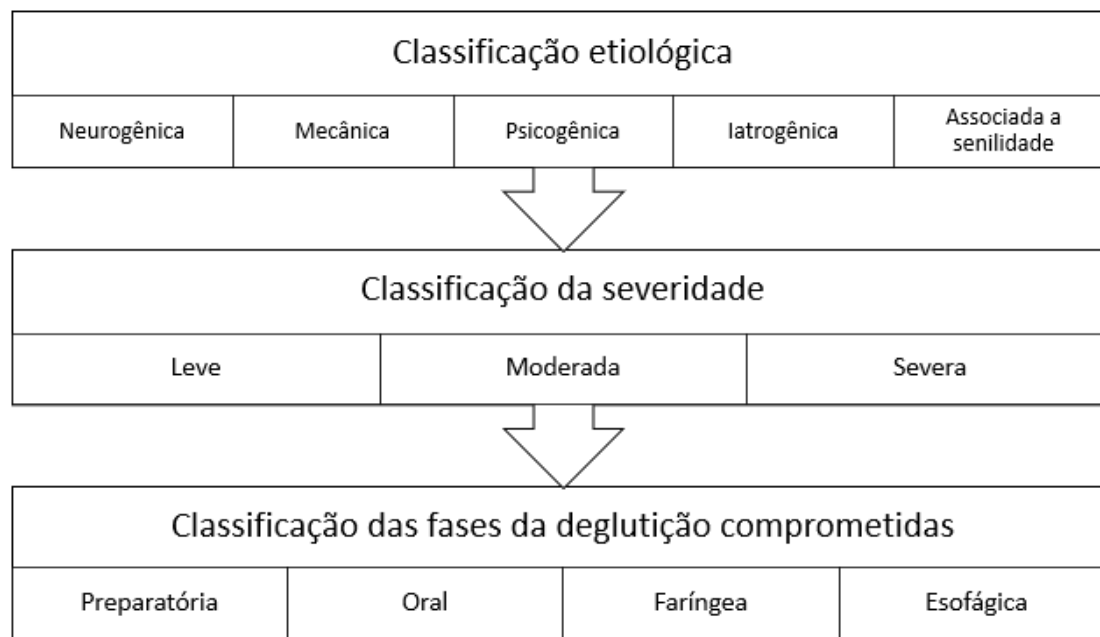 Classificação etiológica
Neurogênica
Mecânica
Psicogênica
Iatrogênica
Associada a
senilidade
Classificação da severidade
Leve
Moderada
Severa
Classificação das fases da deglutição comprometidas
Preparatória
Oral
Faríngea
Esofágica